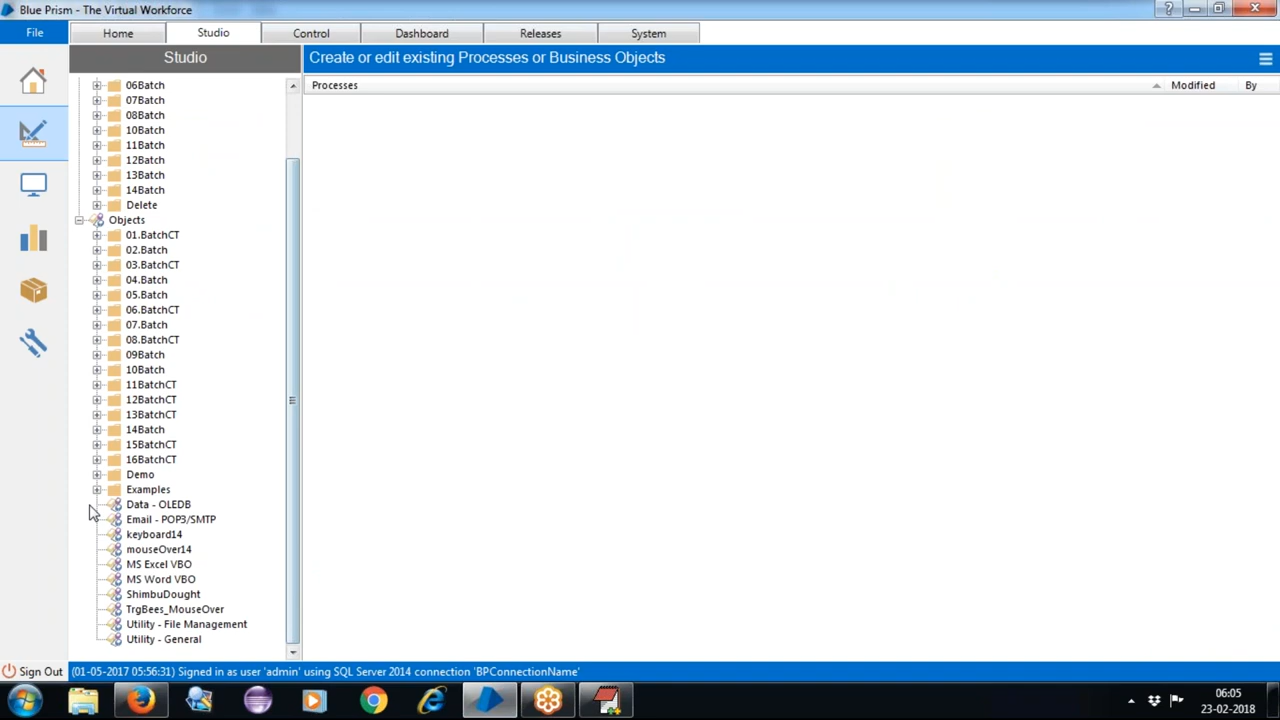 Blue Prism - The Virtual Workforce
File
Home
Studio
Control
Dashboard
Releases
System
Studio
Create or edit existing Processes or Business Objects
Processes
Modified
By
06Batch
07Batch
08Batch
10Batch
11Batch
12Batch
13Batch
14Batch
Delete
Objects
01.BatchCT
02.Batch
03.BatchCT
04.Batch
05.Batch
06.BatchCT
07.Batch
08.BatchCT
09Batch
10Batch
11BatchCT
12BatchCT
13BatchCT
14Batch
15BatchCT
16BatchCT
Demo
Examples
Data - OLEDB
Email - POP3/SMTP
keyboard14
mouseOver14
MS Excel VBO
MS Word VBO
ShimbuDought
TrgBees_MouseOver
Utility - File Management
Utility - General
Sign Out
(01-05-2017 05:56:31) Signed in as user 'admin' using SQL Server 2014 connection 'BPConnectionName'
06:05
23-02-2018